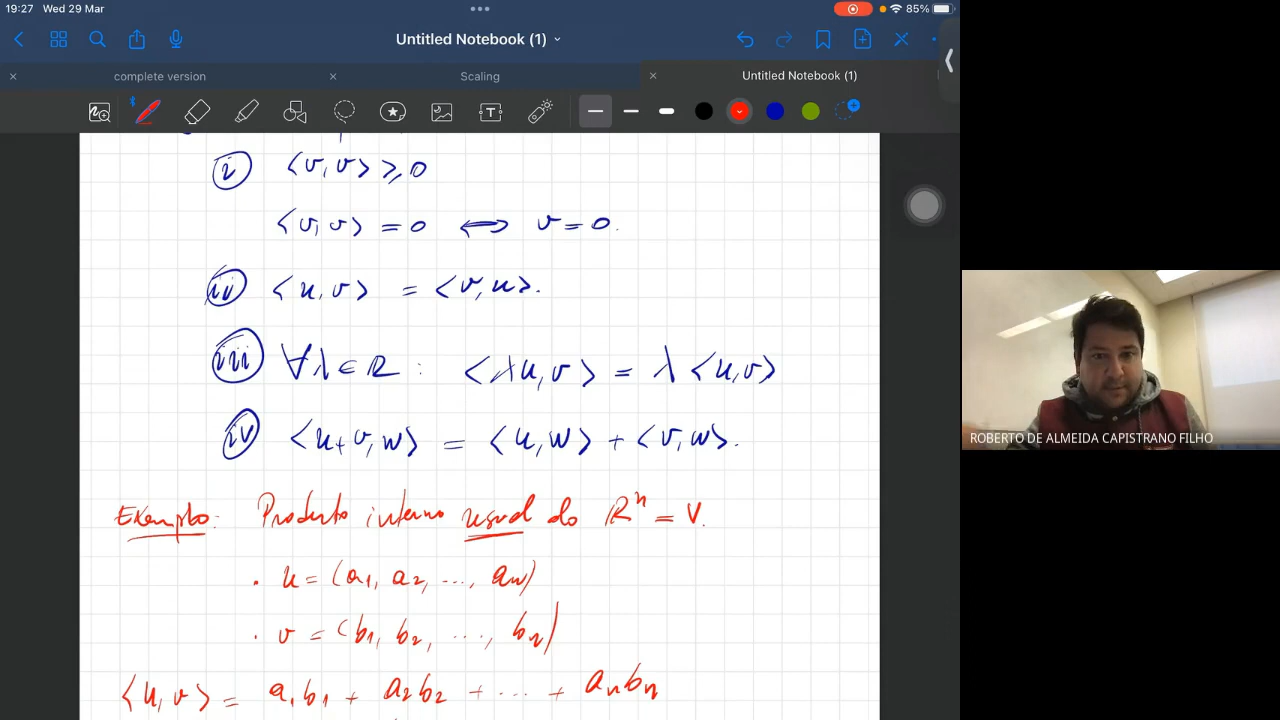 19:27 Wed 29 Mar
85%
Untitled Notebook (1)
complete version
Scaling
Untitled Notebook (1)
i ⟨v, v⟩ ≥ 0
⟨v, v⟩ = 0 ⟺ v = 0.
ii ⟨u, v⟩ = ⟨v, u⟩.
iii ∀λ ∈ ℝ : ⟨λu, v⟩ = λ⟨u, v⟩
iv ⟨u+v, w⟩ = ⟨u, w⟩ + ⟨v, w⟩.
Exemplo: Produto interno usual do ℝⁿ = V.
· u = (a₁, a₂, ..., aₙ)
· v = (b₁, b₂, ..., bₙ)
⟨u, v⟩ = a₁b₁ + a₂b₂ + ... + aₙbₙ
ROBERTO DE ALMEIDA CAPISTRANO FILHO